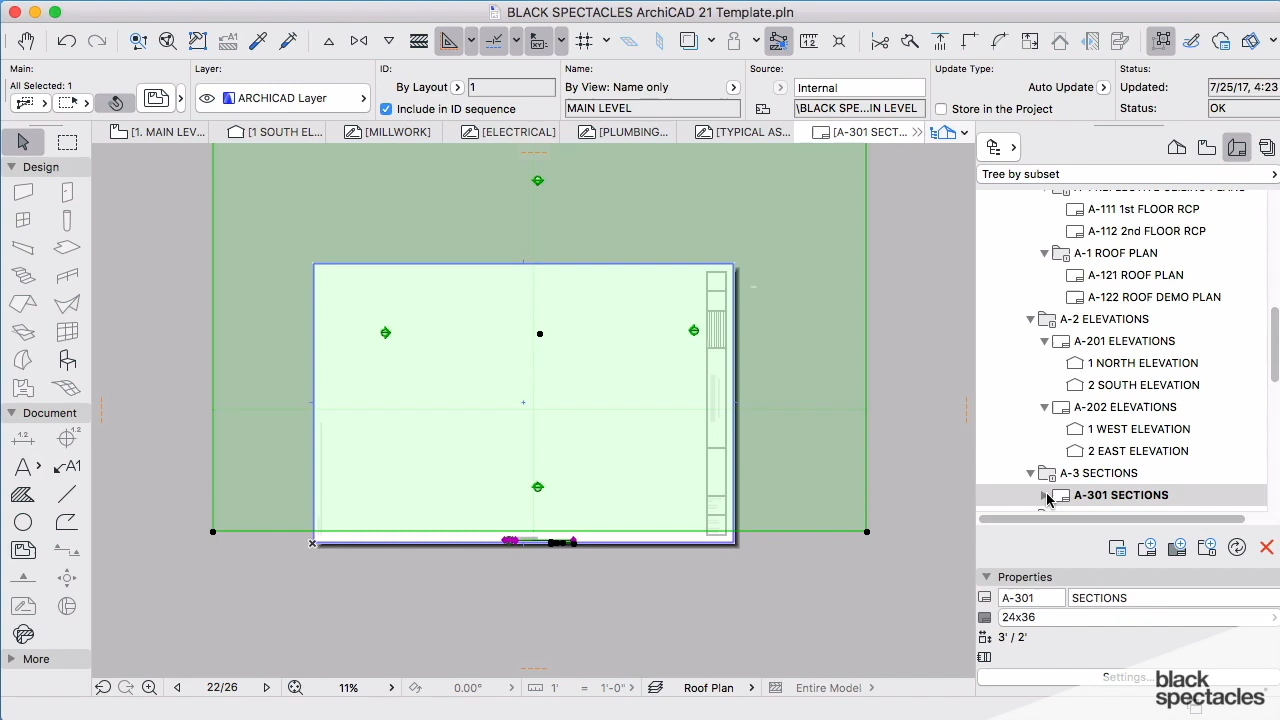 BLACK SPECTACLES ArchiCAD 21 Template.pln
Main:
All Selected: 1
Layer:
ARCHICAD Layer
ID:
By Layout
1
Include in ID sequence
Name:
By View: Name only
MAIN LEVEL
Source:
Internal
\BLACK SPE...IN LEVEL
Update Type:
Auto Update
Store in the Project
Status:
Updated:
7/25/17, 4:23
Status:
OK
[1. MAIN LEV...
[1 SOUTH EL...
[MILLWORK]
[ELECTRICAL]
[PLUMBING...
[TYPICAL AS...
[A-301 SECT...
Design
Document
1.2
1.2
A
A1
More
Tree by subset
A-111 1st FLOOR RCP
A-112 2nd FLOOR RCP
A-1 ROOF PLAN
A-121 ROOF PLAN
A-122 ROOF DEMO PLAN
A-2 ELEVATIONS
A-201 ELEVATIONS
1 NORTH ELEVATION
2 SOUTH ELEVATION
A-202 ELEVATIONS
1 WEST ELEVATION
2 EAST ELEVATION
A-3 SECTIONS
A-301 SECTIONS
Properties
A-301
SECTIONS
24x36
3' / 2'
Settings...
22/26
11%
0.00°
1'
=
1'-0"
Roof Plan
Entire Model
black
spectacles